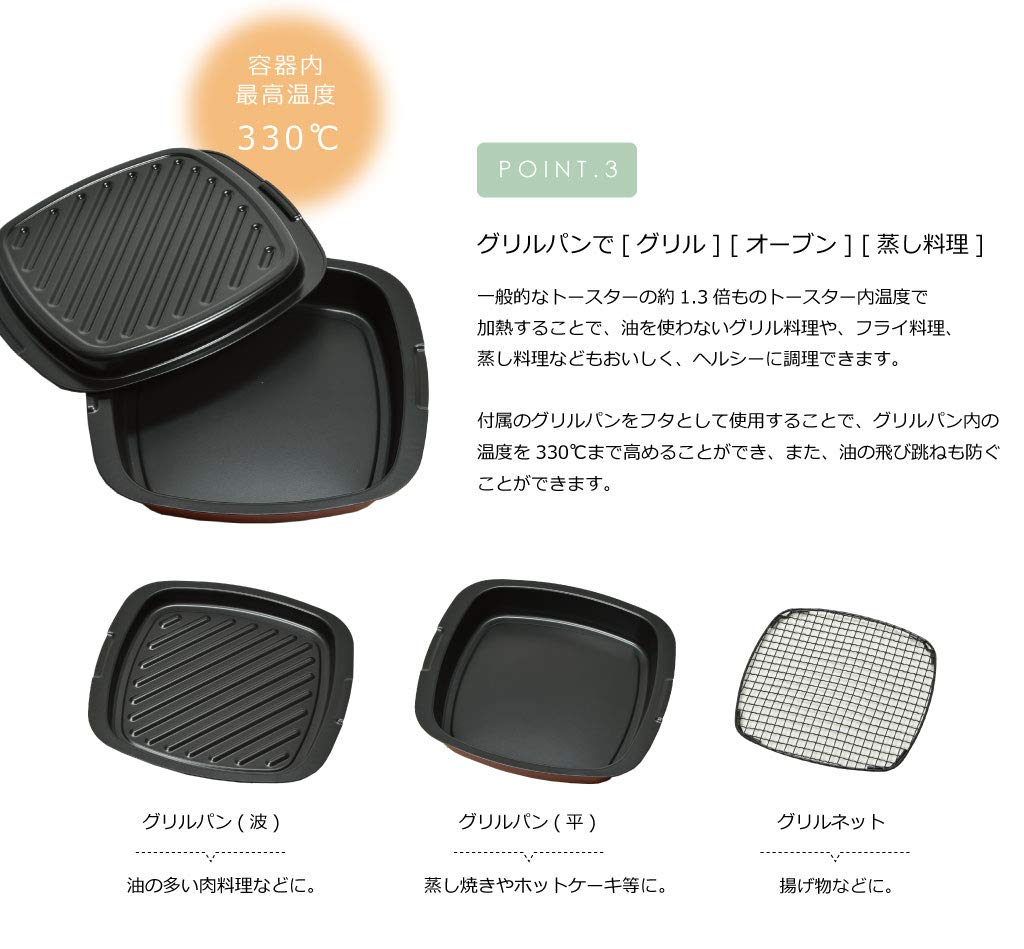 容器内
最高温度
330℃
POINT.3
グリルパンで [ グリル ] [ オーブン ] [ 蒸し料理 ]
一般的なトースターの約 1.3 倍ものトースター内温度で
加熱することで、油を使わないグリル料理や、フライ料理、
蒸し料理などもおいしく、ヘルシーに調理できます。
付属のグリルパンをフタとして使用することで、グリルパン内の
温度を 330℃まで高めることができ、また、油の飛び跳ねも防ぐ
ことができます。
グリルパン ( 波 )
グリルパン ( 平 )
グリルネット
油の多い肉料理などに。
蒸し焼きやホットケーキ等に。
揚げ物などに。